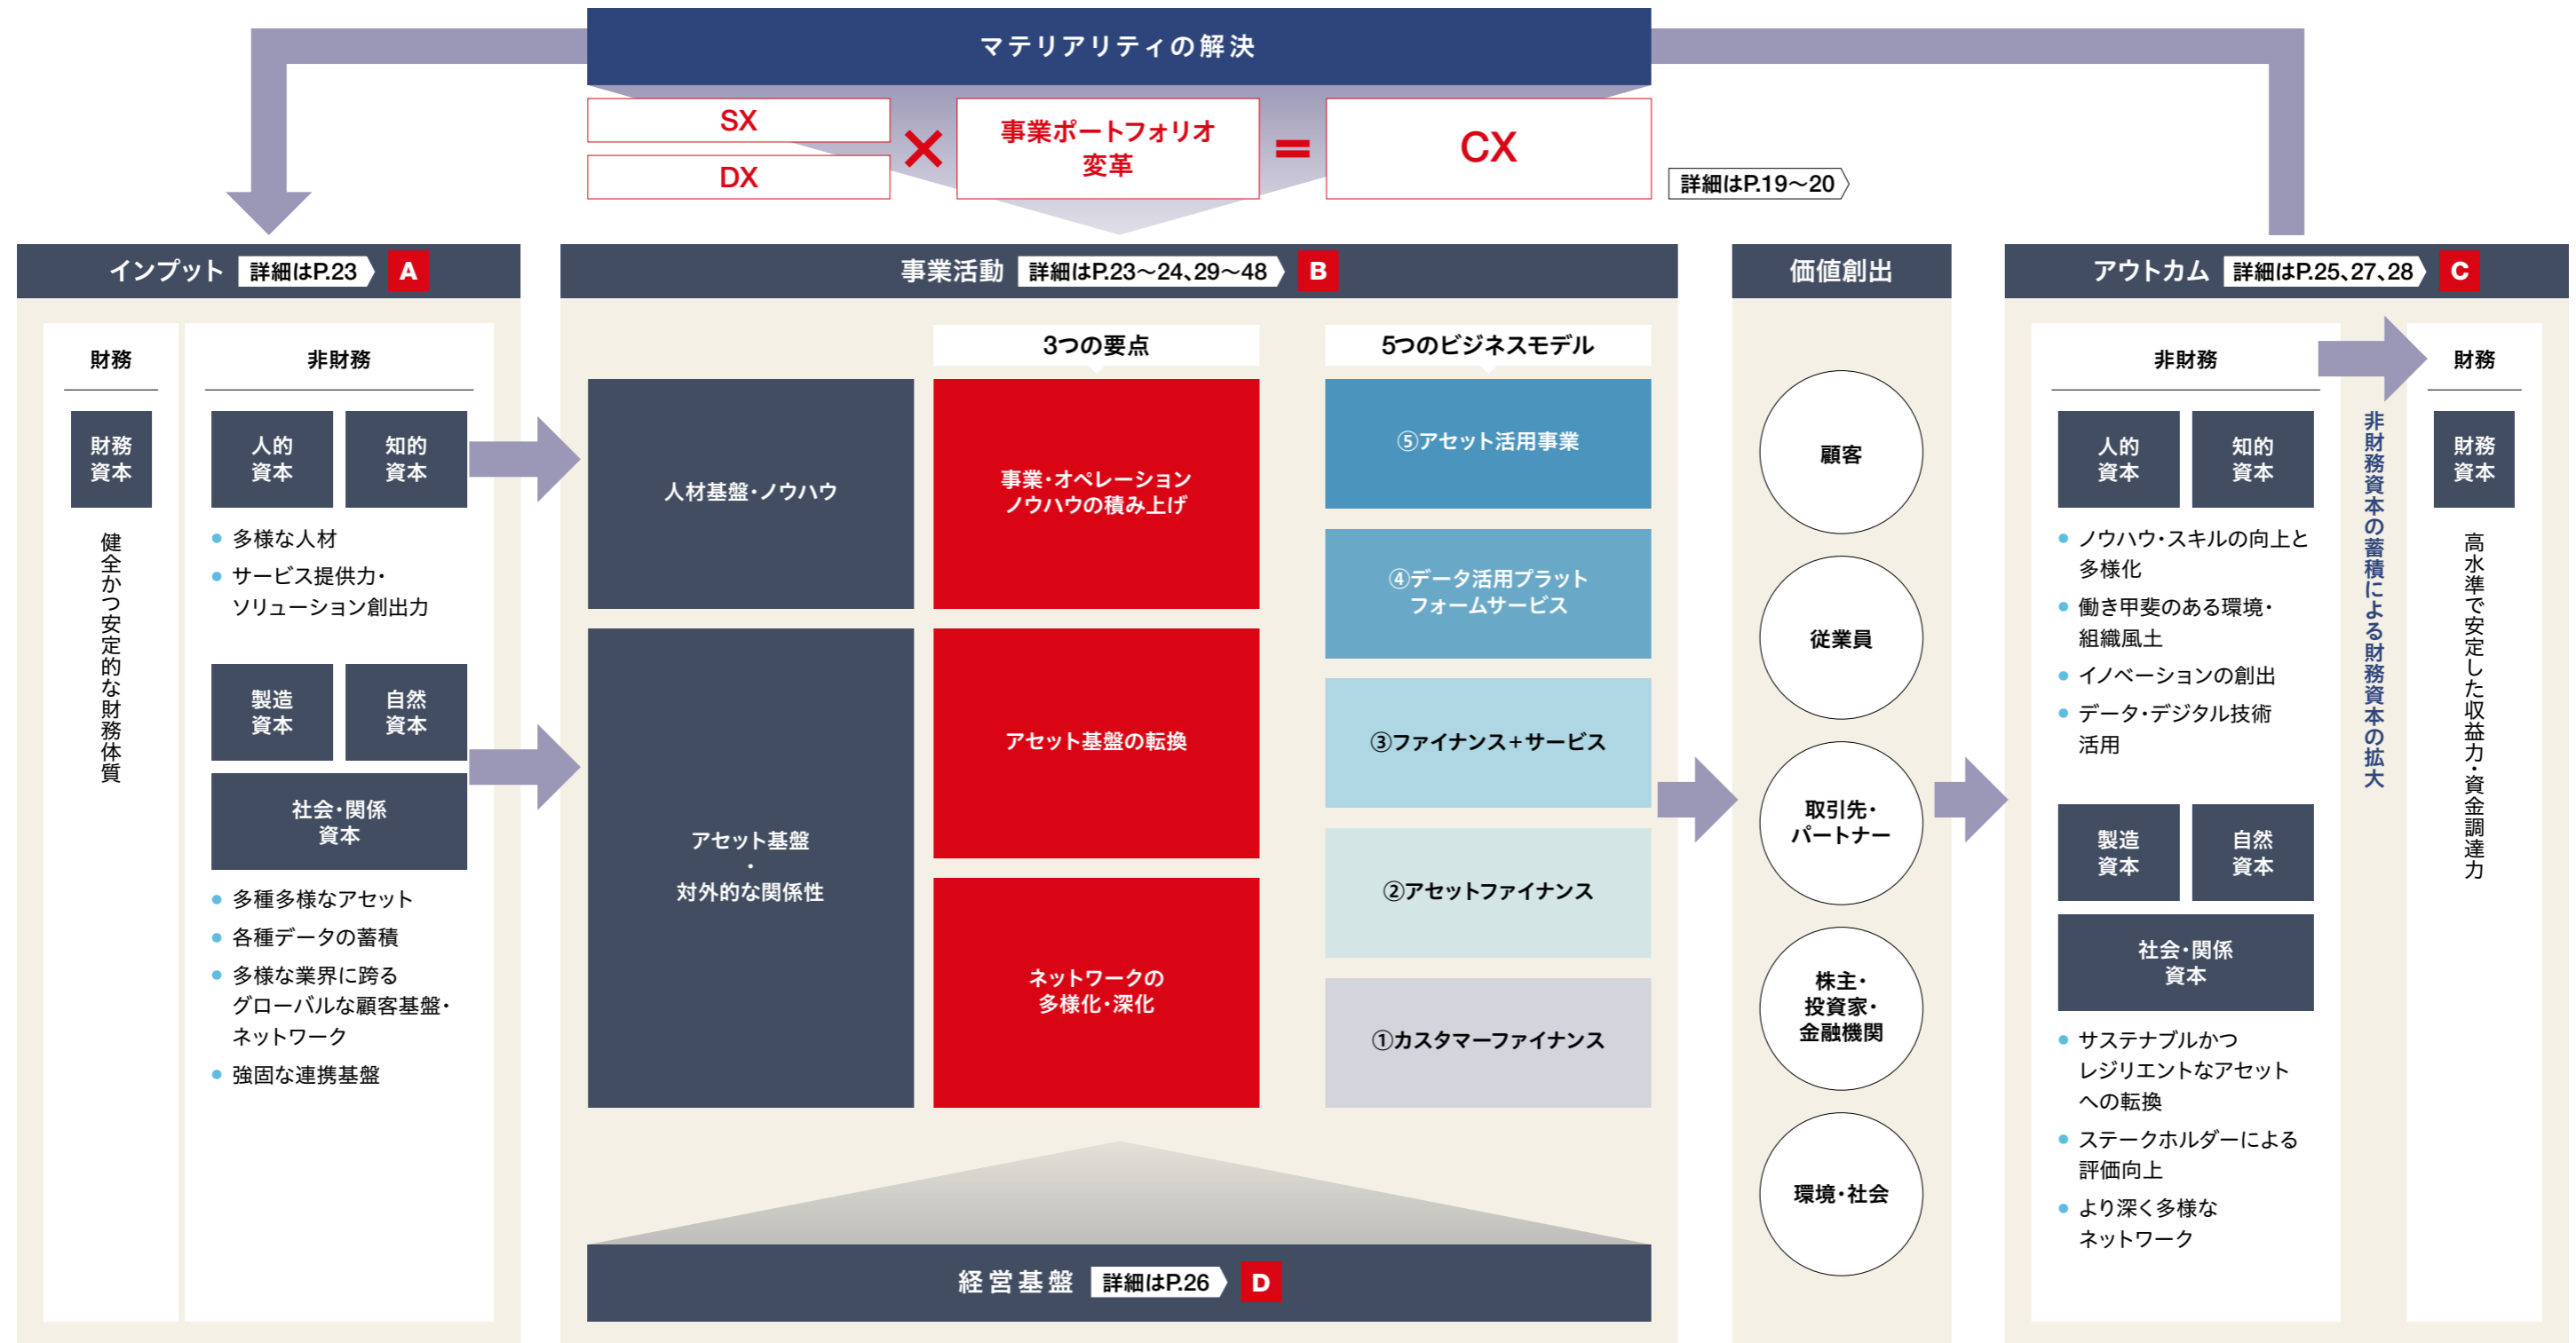 マテリアリティの解決
SX
DX
×
事業ポートフォリオ
変革
=
CX
詳細はP.19〜20
インプット 詳細はP.23 A
財務
財務
資本
健全かつ安定的な財務体質
非財務
人的
資本
知的
資本
● 多様な人材
● サービス提供力・
ソリューション創出力
製造
資本
自然
資本
社会・関係
資本
● 多種多様なアセット
● 各種データの蓄積
● 多様な業界に跨る
グローバルな顧客基盤・
ネットワーク
● 強固な連携基盤
事業活動 詳細はP.23〜24、29〜48 B
人材基盤・ノウハウ
アセット基盤
・
対外的な関係性
3つの要点
事業・オペレーション
ノウハウの積み上げ
アセット基盤の転換
ネットワークの
多様化・深化
5つのビジネスモデル
⑤アセット活用事業
④データ活用プラット
フォームサービス
③ファイナンス+サービス
②アセットファイナンス
①カスタマーファイナンス
経営基盤 詳細はP.26 D
価値創出
顧客
従業員
取引先・
パートナー
株主・
投資家・
金融機関
環境・社会
アウトカム 詳細はP.25、27、28 C
非財務
人的
資本
知的
資本
● ノウハウ・スキルの向上と
多様化
● 働き甲斐のある環境・
組織風土
● イノベーションの創出
● データ・デジタル技術
活用
製造
資本
自然
資本
社会・関係
資本
● サステナブルかつ
レジリエントなアセット
への転換
● ステークホルダーによる
評価向上
● より深く多様な
ネットワーク
非財務資本の蓄積による財務資本の拡大
財務
財務
資本
高水準で安定した収益力・資金調達力